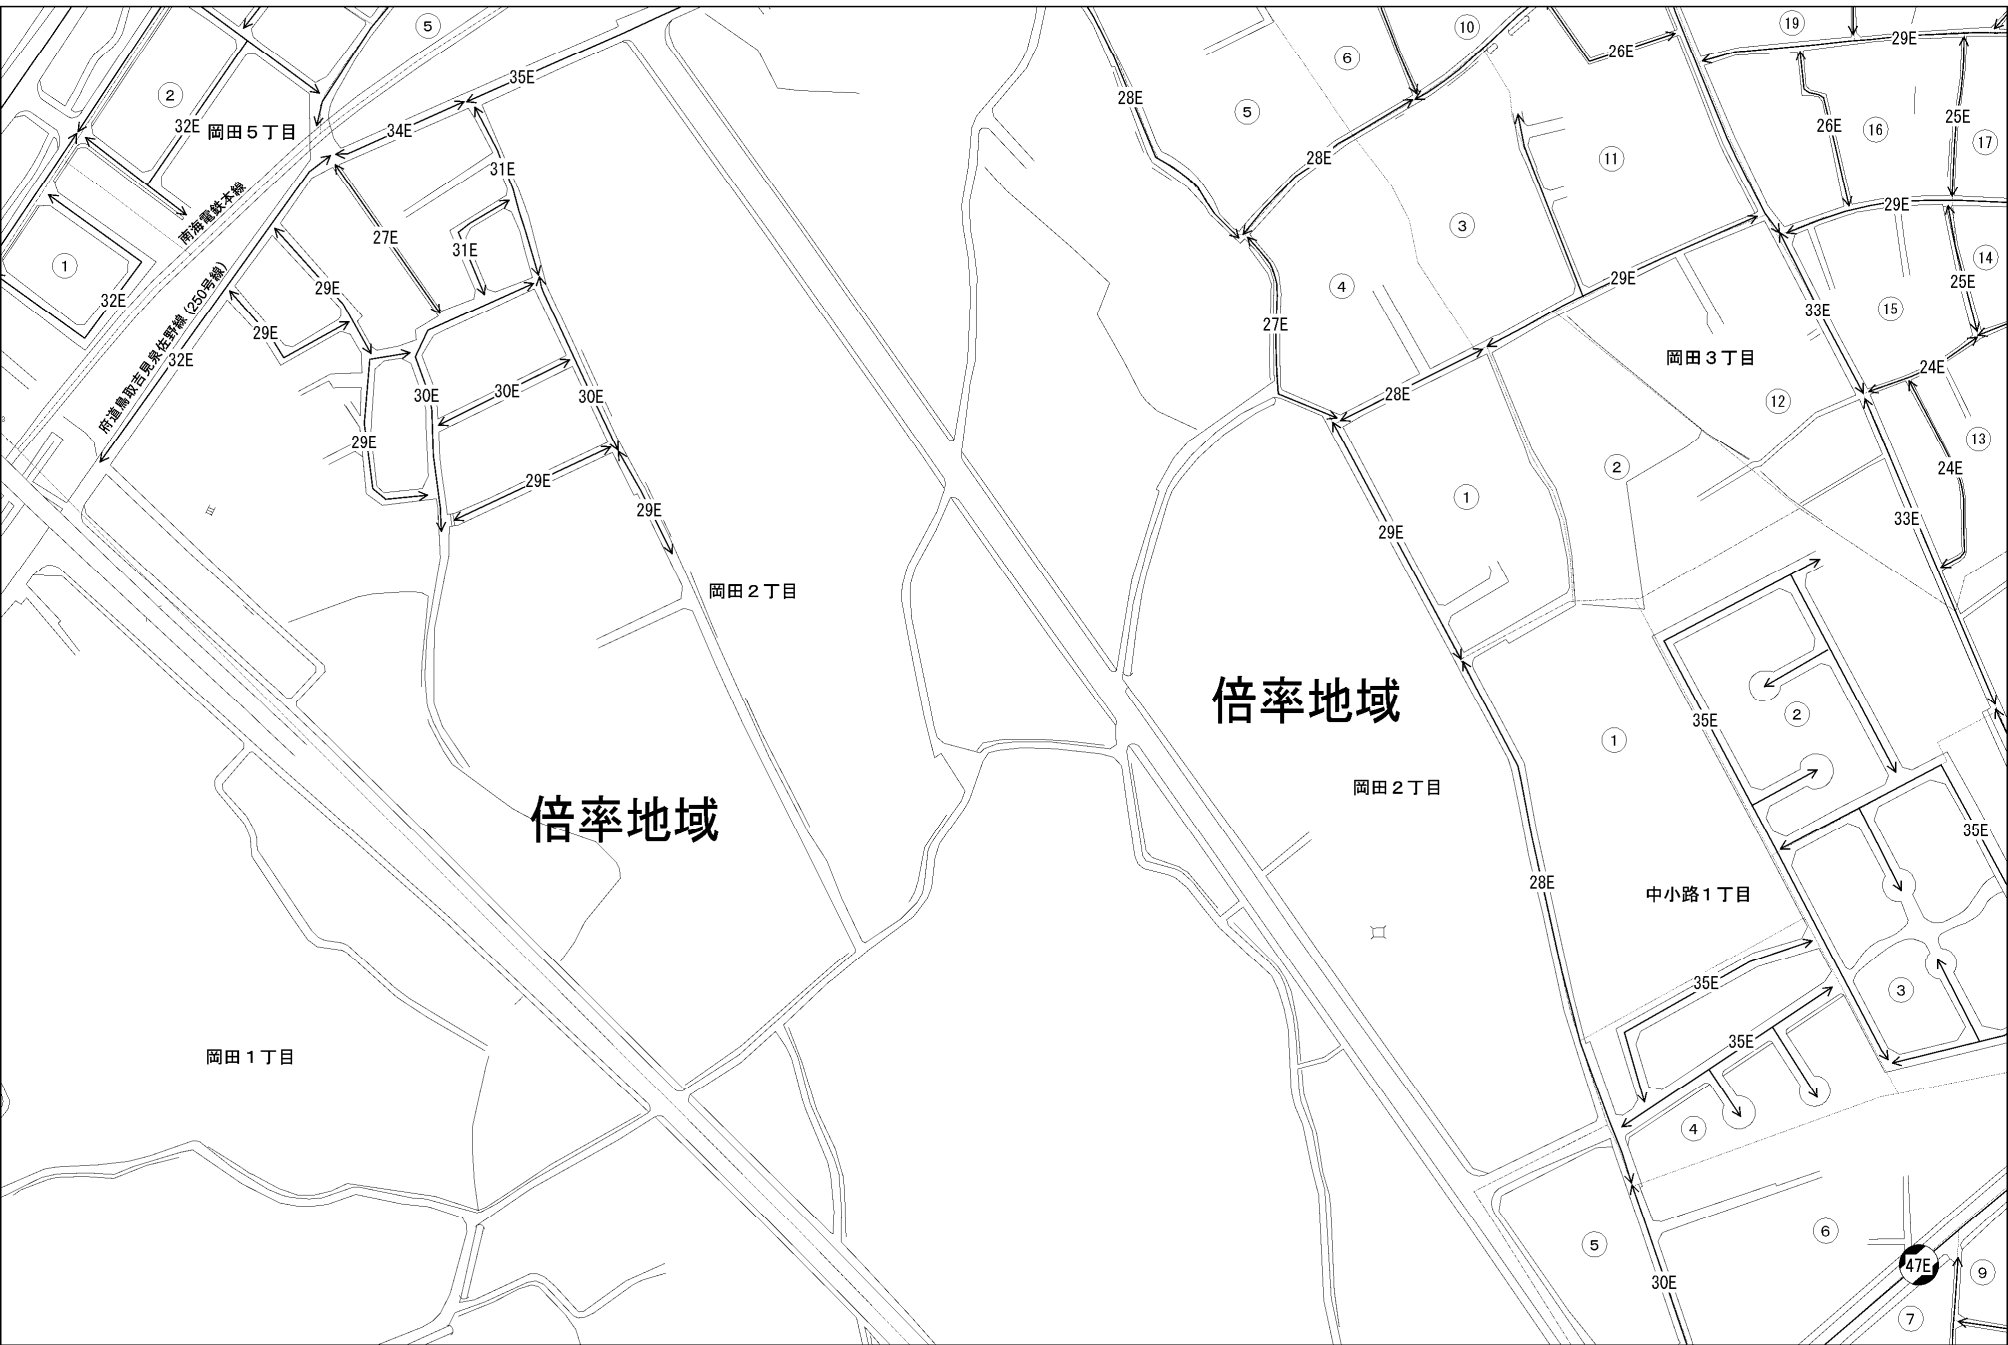 ⑤
⑩
⑲
26E
29E
⑥
35E
②
28E
⑤
25E
26E
⑯
32E
岡田5丁目
34E
⑰
28E
⑪
31E
南海電鉄本線
29E
③
27E
31E
①
⑭
29E
25E
④
29E
32E
府道鳥取吉見泉佐野線(250号線)
⑮
33E
27E
29E
32E
岡田3丁目
24E
30E
30E
30E
28E
⑫
29E
⑬
②
24E
29E
①
29E
33E
29E
岡田2丁目
倍率地域
35E
②
①
岡田2丁目
倍率地域
35E
28E
中小路1丁目
35E
③
35E
岡田1丁目
④
⑥
⑤
47E
⑨
30E
⑦